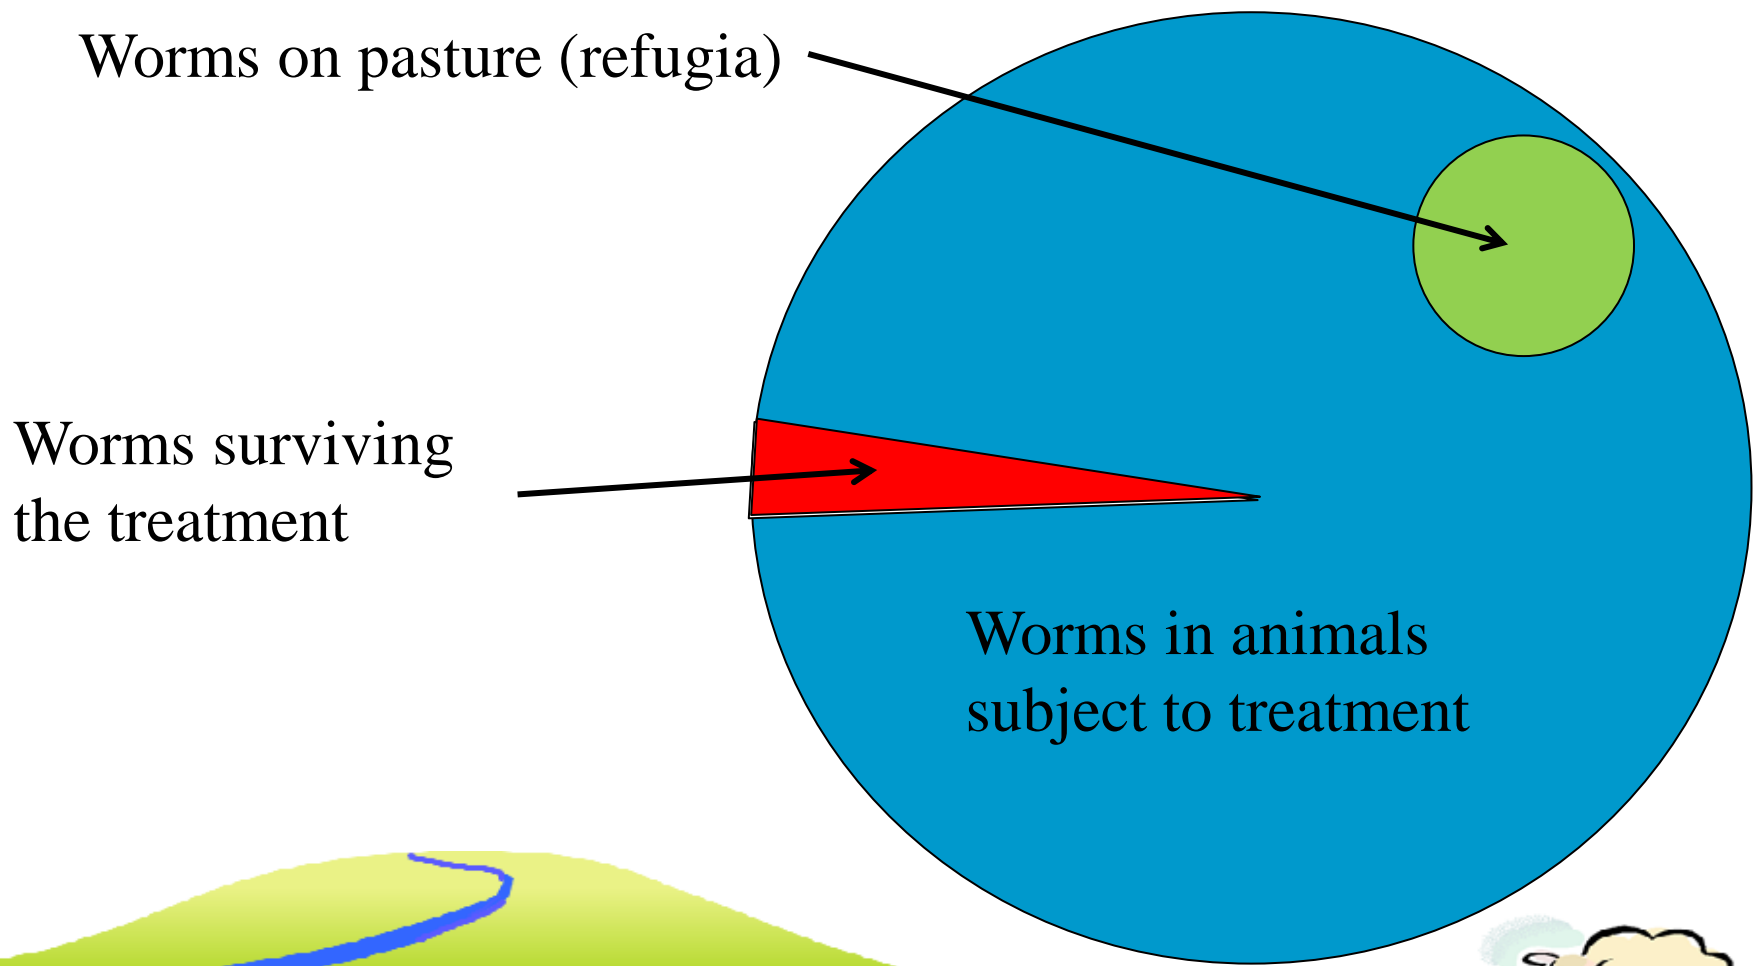 Worms on pasture (refugia)
Worms surviving
the treatment
Worms in animals
subject to treatment